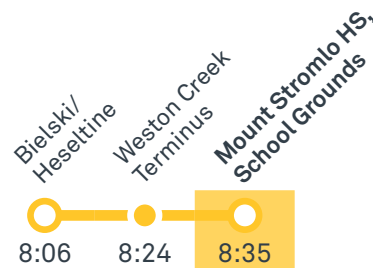 Bielski/
Heseltine
Weston Creek
Terminus
Mount Stromlo HS,
School Grounds
8:06
8:24
8:35